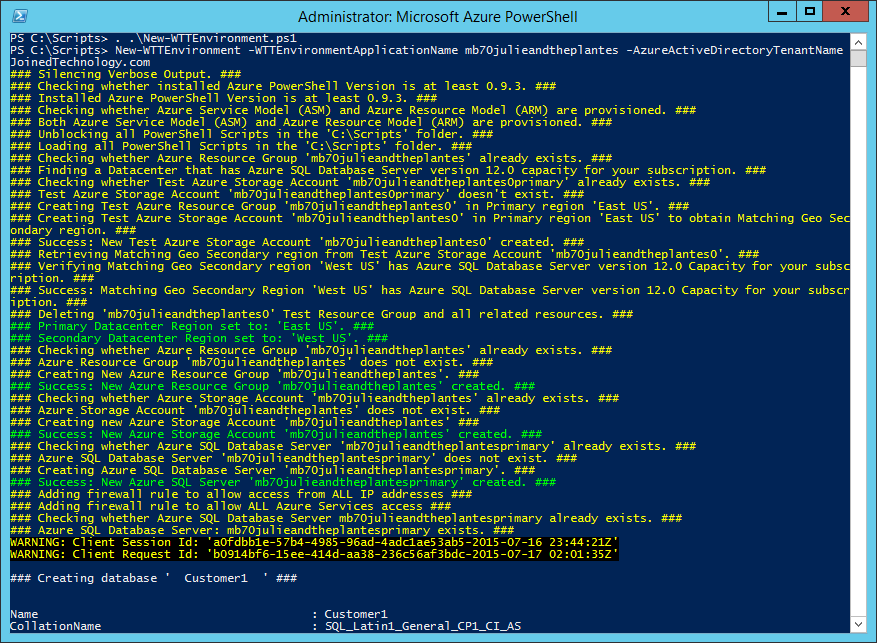 Administrator: Microsoft Azure PowerShell
PS C:\Scripts> . .\New-WTTEnvironment.ps1
PS C:\Scripts> New-WTTEnvironment -WTTEnvironmentApplicationName mb70julieandtheplantes -AzureActiveDirectoryTenantName
JoinedTechnology.com
### Silencing Verbose Output. ###
### Checking whether installed Azure PowerShell Version is at least 0.9.3. ###
### Installed Azure PowerShell Version is at least 0.9.3. ###
### Checking whether Azure Service Model (ASM) and Azure Resource Model (ARM) are provisioned. ###
### Both Azure Service Model (ASM) and Azure Resource Model (ARM) are provisioned. ###
### Unblocking all PowerShell Scripts in the 'C:\Scripts' folder. ###
### Loading all PowerShell Scripts in the 'C:\Scripts' folder. ###
### Checking whether Azure Resource Group 'mb70julieandtheplantes' already exists. ###
### Finding a Datacenter that has Azure SQL Database Server version 12.0 capacity for your subscription. ###
### Checking whether Test Azure Storage Account 'mb70julieandtheplantes0primary' already exists. ###
### Test Azure Storage Account 'mb70julieandtheplantes0primary' doesn't exist. ###
### Creating Test Azure Resource Group 'mb70julieandtheplantes0' in Primary region 'East US'. ###
### Creating Test Azure Storage Account 'mb70julieandtheplantes0' in Primary region 'East US' to obtain Matching Geo Sec
ondary region. ###
### Success: New Test Azure Storage Account 'mb70julieandtheplantes0' created. ###
### Retrieving Matching Geo Secondary region from Test Azure Storage Account 'mb70julieandtheplantes0'. ###
### Verifying Matching Geo Secondary region 'West US' has Azure SQL Database Server version 12.0 Capacity for your subsc
ription. ###
### Success: Matching Geo Secondary Region 'West US' has Azure SQL Database Server version 12.0 Capacity for your subscr
iption. ###
### Deleting 'mb70julieandtheplantes0' Test Resource Group and all related resources. ###
### Primary Datacenter Region set to: 'East US'. ###
### Secondary Datacenter Region set to: 'West US'. ###
### Checking whether Azure Resource Group 'mb70julieandtheplantes' already exists. ###
### Azure Resource Group 'mb70julieandtheplantes' does not exist. ###
### Creating New Azure Resource Group 'mb70julieandtheplantes'. ###
### Success: New Azure Resource Group 'mb70julieandtheplantes' created. ###
### Checking whether Azure Storage Account 'mb70julieandtheplantes' already exists. ###
### Azure Storage Account 'mb70julieandtheplantes' does not exist. ###
### Creating new Azure Storage Account 'mb70julieandtheplantes' ###
### Success: New Azure Storage Account 'mb70julieandtheplantes' created. ###
### Checking whether Azure SQL Database Server 'mb70julieandtheplantesprimary' already exists. ###
### Azure SQL Database Server 'mb70julieandtheplantesprimary' does not exist. ###
### Creating Azure SQL Database Server 'mb70julieandtheplantesprimary'. ###
### Success: New Azure SQL Server 'mb70julieandtheplantesprimary' created. ###
### Adding firewall rule to allow access from ALL IP addresses ###
### Adding firewall rule to allow ALL Azure Services access ###
### Checking whether Azure SQL Database Server mb70julieandtheplantesprimary already exists. ###
### Azure SQL Database Server: mb70julieandtheplantesprimary exists. ###
WARNING: Client Session Id: 'a0fdbb1e-57b4-4985-96ad-4adc1ae53ab5-2015-07-16 23:44:21Z'
WARNING: Client Request Id: 'b0914bf6-15ee-414d-aa38-236c56af3bdc-2015-07-17 02:01:35Z'
### Creating database '  Customer1  ' ###
Name : Customer1
CollationName : SQL_Latin1_General_CP1_CI_AS